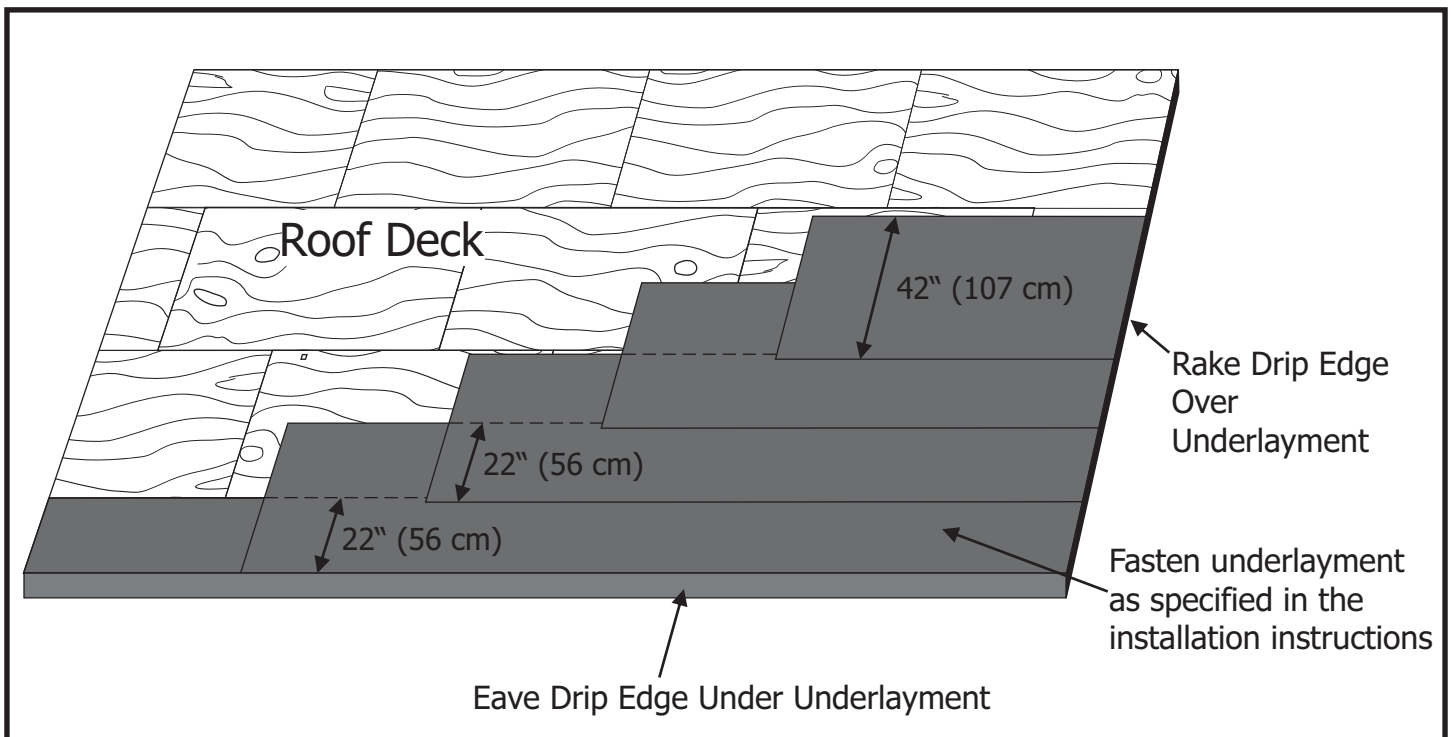 Roof Deck
42“ (107 cm)
22“ (56 cm)
22“ (56 cm)
Rake Drip Edge
Over
Underlayment
Fasten underlayment
as specified in the
installation instructions
Eave Drip Edge Under Underlayment